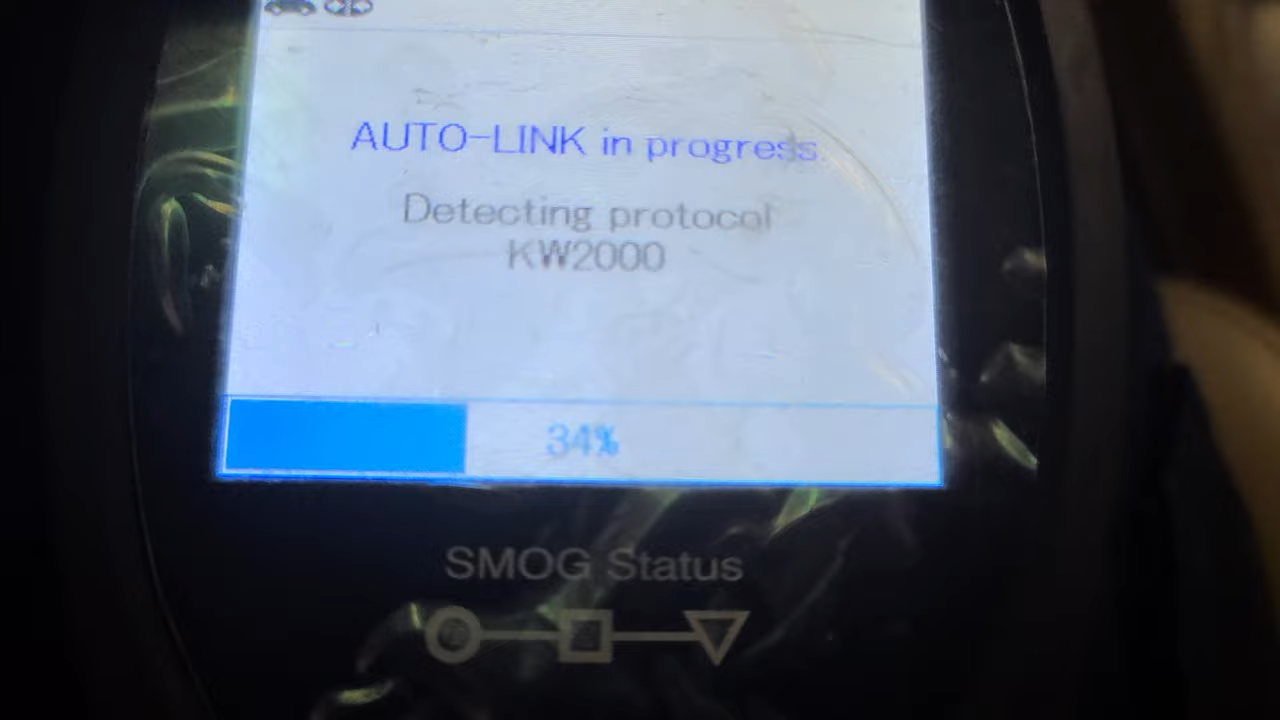 AUTO-LINK in progress.
Detecting protocol
KW2000
34%
SMOG Status